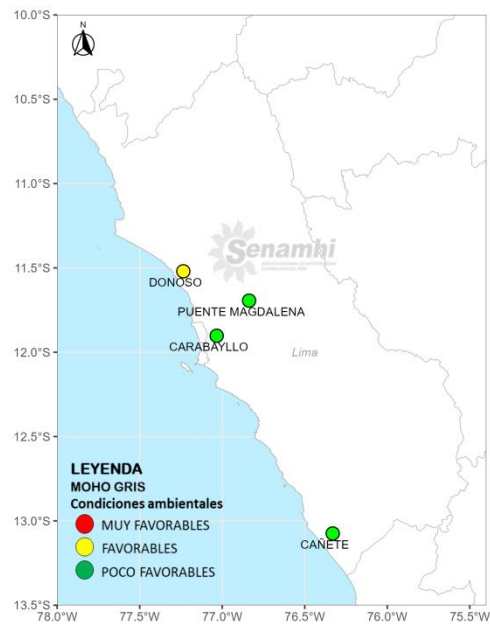 10.0°S
N
10.5°S
11.0°S
Senamhi
11.5°S
DONOSO
PUENTE MAGDALENA
CARABAYLLO
12.0°S
Lima
12.5°S
LEYENDA
MOHO GRIS
Condiciones ambientales
MUY FAVORABLES
FAVORABLES
POCO FAVORABLES
13.0°S
CAÑETE
13.5°S
78.0°W 77.5°W 77.0°W 76.5°W 76.0°W 75.5°W